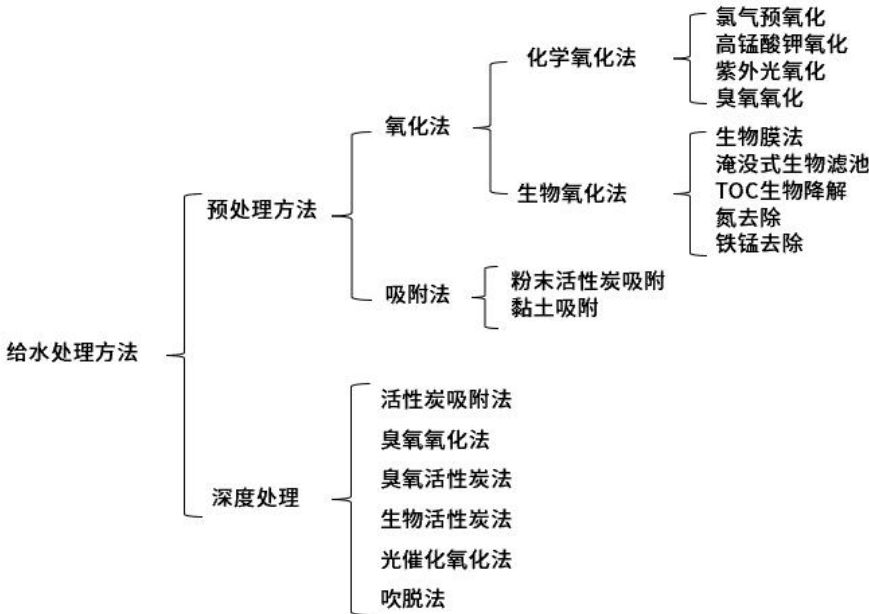 给水处理方法
预处理方法
氧化法
化学氧化法
氯气预氧化
高锰酸钾氧化
紫外光氧化
臭氧氧化
生物氧化法
生物膜法
淹没式生物滤池
TOC生物降解
氮去除
铁锰去除
吸附法
粉末活性炭吸附
黏土吸附
深度处理
活性炭吸附法
臭氧氧化法
臭氧活性炭法
生物活性炭法
光催化氧化法
吹脱法